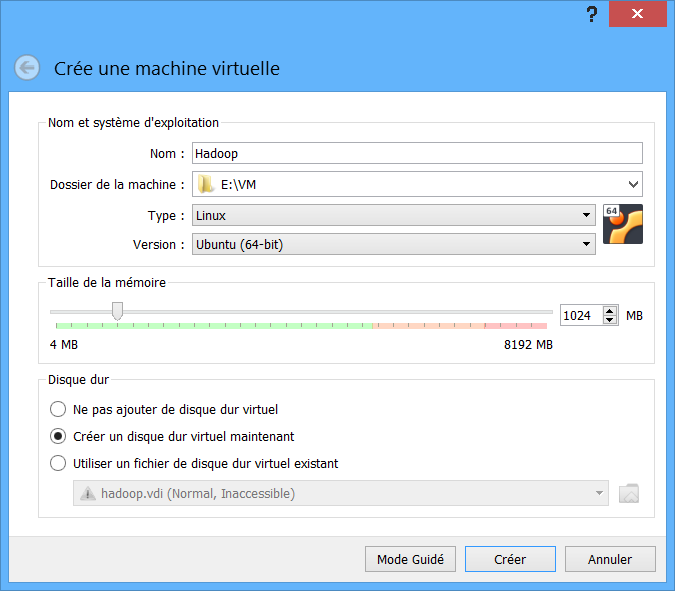 ?
Crée une machine virtuelle
Nom et système d'exploitation
Nom : Hadoop
Dossier de la machine : E:\VM
Type : Linux
64
Version : Ubuntu (64-bit)
Taille de la mémoire
1024 MB
4 MB 8192 MB
Disque dur
Ne pas ajouter de disque dur virtuel
Créer un disque dur virtuel maintenant
Utiliser un fichier de disque dur virtuel existant
hadoop.vdi (Normal, Inaccessible)
Mode Guidé Créer Annuler